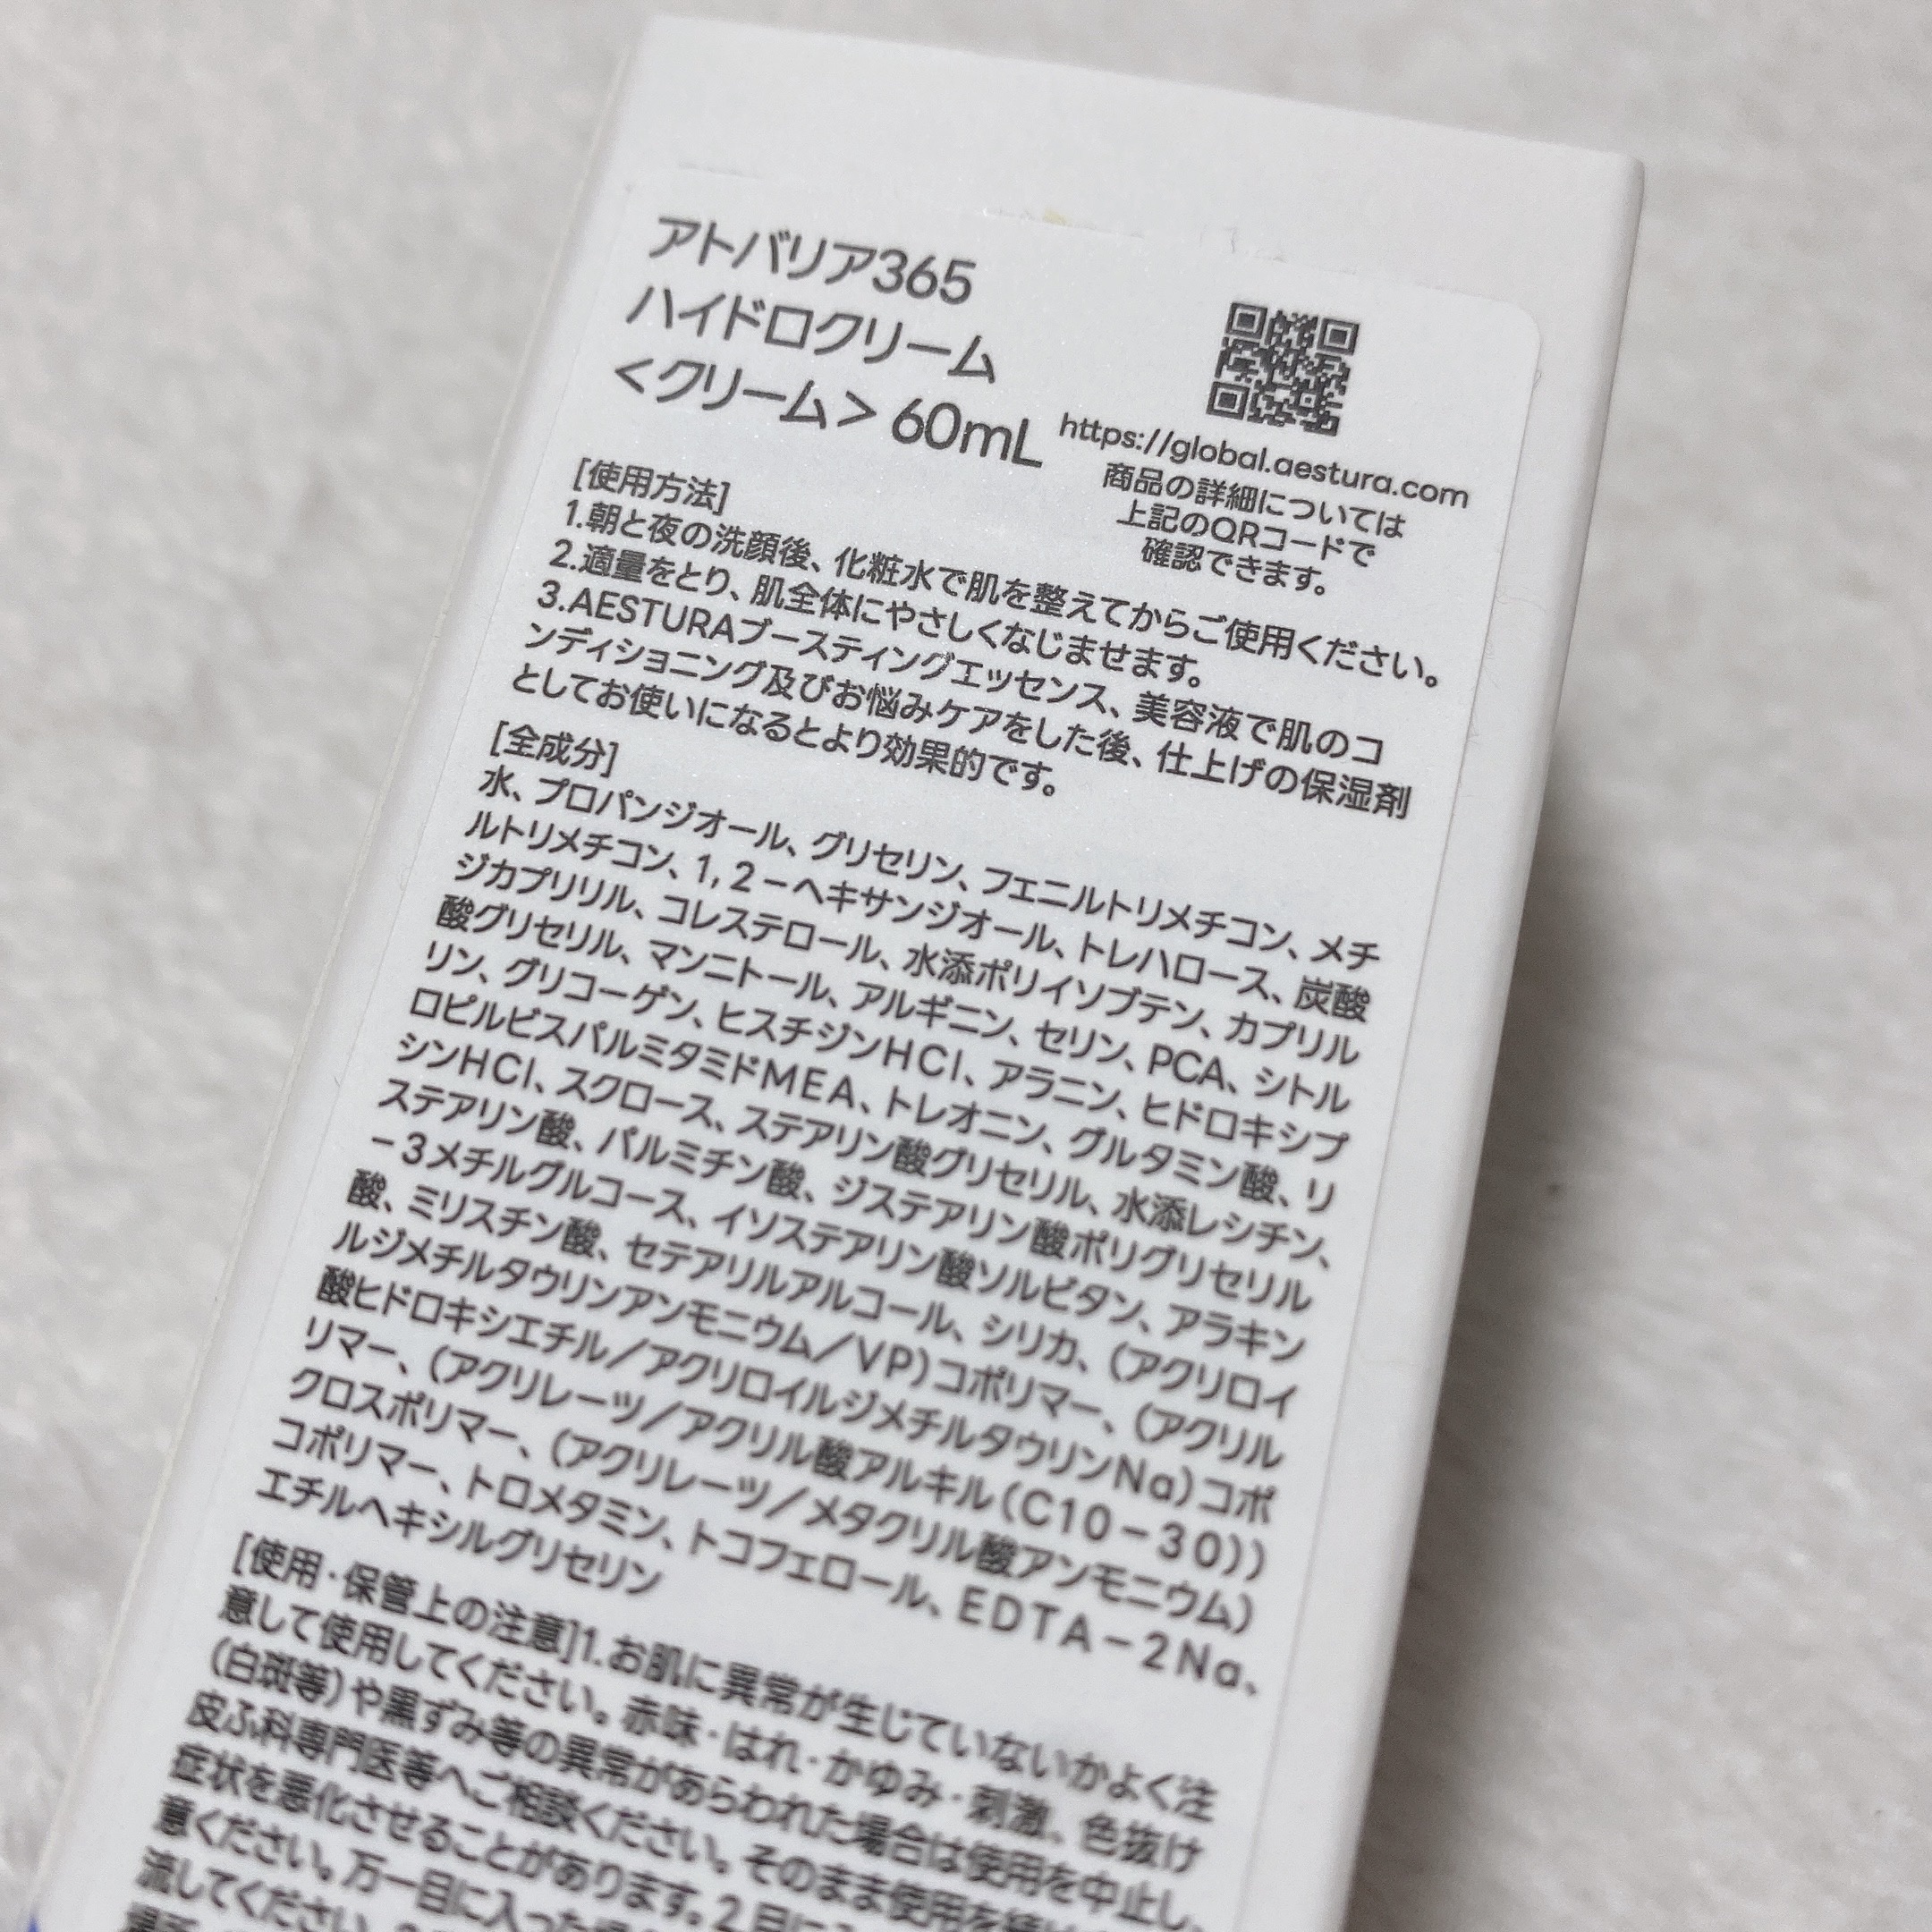 アトバリア365
ハイドロクリーム
＜クリーム＞ 60mL
https://global.aestura.com
商品の詳細については
上記のQRコードで
確認できます。
[使用方法]
1.朝と夜の洗顔後、化粧水で肌を整えてからご使用ください。
2.適量をとり、肌全体にやさしくなじませます。
3.AESTURAブースティングエッセンス、美容液で肌のコ
ンディショニング及びお悩みケアをした後、仕上げの保湿剤
としてお使いになるとより効果的です。
[全成分]
水、プロパンジオール、グリセリン、フェニルトリメチコン、メチ
ルトリメチコン、1，2－ヘキサンジオール、トレハロース、炭酸
ジカプリリル、コレステロール、水添ポリイソブテン、カプリル
酸グリセリル、マンニトール、アルギニン、セリン、PCA、シトル
リン、グリコーゲン、ヒスチジンHCl、アラニン、ヒドロキシプ
ロピルビスパルミタミドMEA、トレオニン、グルタミン酸、リ
シンHCl、スクロース、ステアリン酸グリセリル、水添レシチン、
ステアリン酸、パルミチン酸、ジステアリン酸ポリグリセリル
－3メチルグルコース、イソステアリン酸ソルビタン、アラキン
酸、ミリスチン酸、セテアリルアルコール、シリカ、（アクリロイ
ルジメチルタウリンアンモニウム／VP）コポリマー、（アクリル
酸ヒドロキシエチル／アクリロイルジメチルタウリンNa）コポ
リマー、（アクリレーツ／アクリル酸アルキル（C10－30））
クロスポリマー、（アクリレーツ／メタクリル酸アンモニウム）
コポリマー、トロメタミン、トコフェロール、EDTA－2Na、
エチルヘキシルグリセリン
[使用・保管上の注意]1.お肌に異常が生じていないかよく注
意して使用してください。赤味・はれ・かゆみ・刺激、色抜け
（白斑等）や黒ずみ等の異常があらわれた場合は使用を中止し、
皮ふ科専門医等へご相談ください。そのまま使用を続け
症状を悪化させることがあります。2.目に
意ください。万一目に入った
流してください。